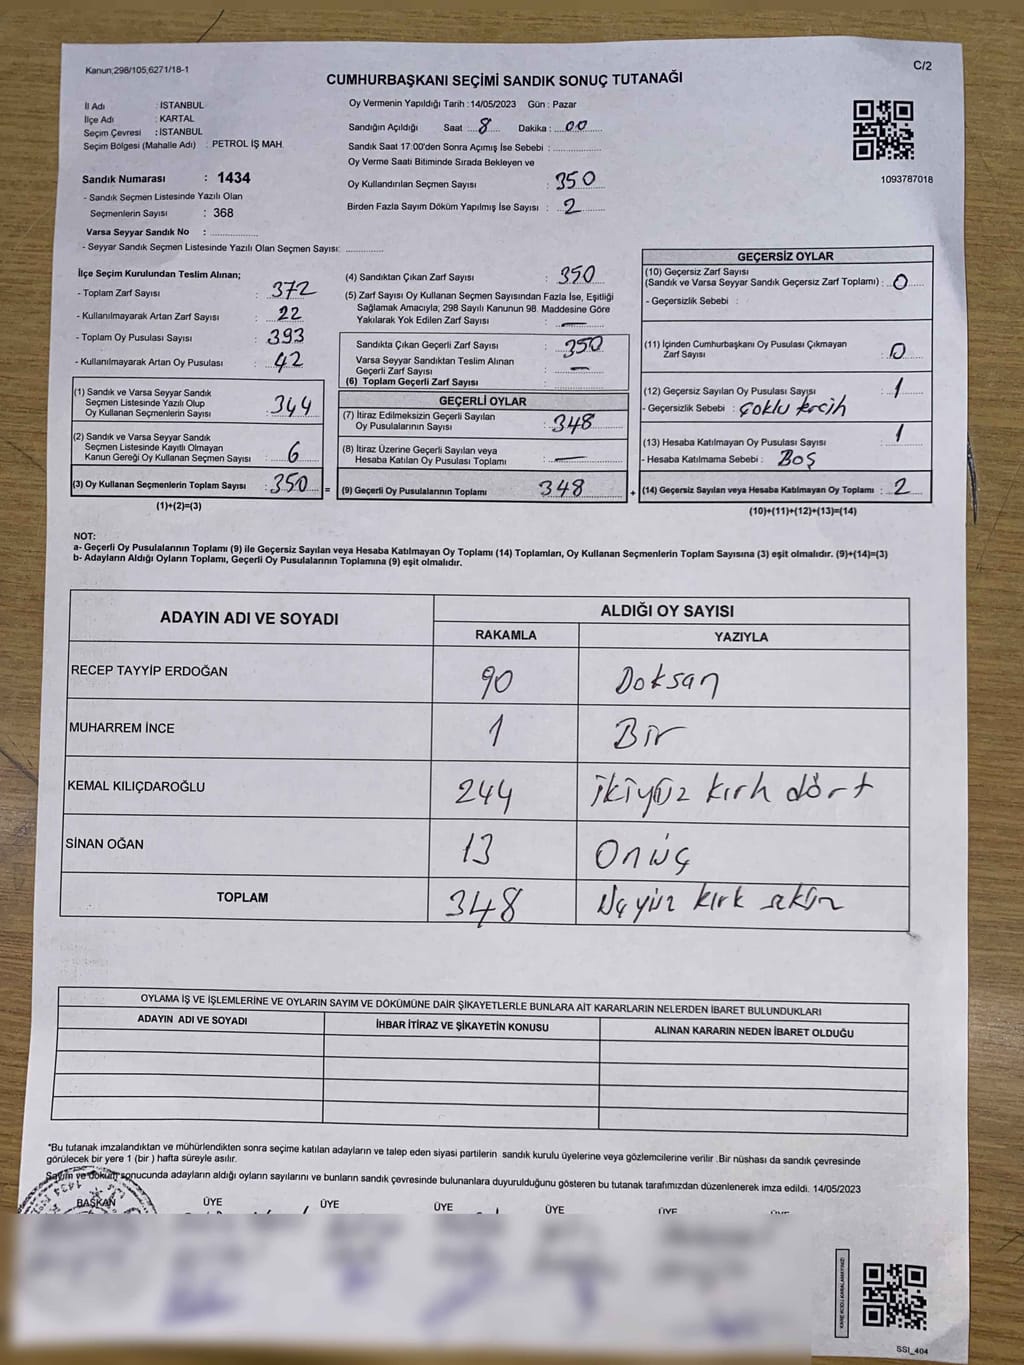 Kanun;298/105;6271/18-1
C/2
CUMHURBAŞKANI SEÇİMİ SANDIK SONUÇ TUTANAĞI
İl Adı : İSTANBUL
İlçe Adı : KARTAL
Seçim Çevresi : İSTANBUL
Seçim Bölgesi (Mahalle Adı) : PETROL İŞ MAH.
Sandık Numarası : 1434
- Sandık Seçmen Listesinde Yazılı Olan
Seçmenlerin Sayısı : 368
Varsa Seyyar Sandık No :
- Seyyar Sandık Seçmen Listesinde Yazılı Olan Seçmen Sayısı:
Oy Vermenin Yapıldığı Tarih : 14/05/2023 Gün : Pazar
Sandığın Açıldığı Saat : 8 Dakika : 00
Sandık Saat 17:00'den Sonra Açımış İse Sebebi :
Oy Verme Saati Bitiminde Sırada Bekleyen ve
Oy Kullandırılan Seçmen Sayısı : 350
Birden Fazla Sayım Döküm Yapılmış İse Sayısı : 2
1093787018
İlçe Seçim Kurulundan Teslim Alınan;
- Toplam Zarf Sayısı : 372
- Kullanılmayarak Artan Zarf Sayısı : 22
- Toplam Oy Pusulası Sayısı : 393
- Kullanılmayarak Artan Oy Pusulası : 42
(1) Sandık ve Varsa Seyyar Sandık
Seçmen Listesinde Yazılı Olup
Oy Kullanan Seçmenlerin Sayısı : 344
(2) Sandık ve Varsa Seyyar Sandık
Seçmen Listesinde Kayıtlı Olmayan
Kanun Gereği Oy Kullanan Seçmen Sayısı : 6
(3) Oy Kullanan Seçmenlerin Toplam Sayısı : 350 =
(1)+(2)=(3)
(4) Sandıktan Çıkan Zarf Sayısı : 350
(5) Zarf Sayısı Oy Kullanan Seçmen Sayısından Fazla İse, Eşitliği
Sağlamak Amacıyla, 298 Sayılı Kanunun 98. Maddesine Göre
Yakılarak Yok Edilen Zarf Sayısı : —
Sandıkta Çıkan Geçerli Zarf Sayısı : 350
Varsa Seyyar Sandıktan Teslim Alınan
Geçerli Zarf Sayısı : —
(6) Toplam Geçerli Zarf Sayısı :
GEÇERLİ OYLAR
(7) İtiraz Edilmeksizin Geçerli Sayılan
Oy Pusulalarının Sayısı : 348
(8) İtiraz Üzerine Geçerli Sayılan veya
Hesaba Katılan Oy Pusulası Toplamı : —
(9) Geçerli Oy Pusulalarının Toplamı : 348 +
GEÇERSİZ OYLAR
(10) Geçersiz Zarf Sayısı
(Sandık ve Varsa Seyyar Sandık Geçersiz Zarf Toplamı) : 0
- Geçersizlik Sebebi :
(11) İçinden Cumhurbaşkanı Oy Pusulası Çıkmayan
Zarf Sayısı : 0
(12) Geçersiz Sayılan Oy Pusulası Sayısı : 1
- Geçersizlik Sebebi : çoklu
(13) Hesaba Katılmayan Oy Pusulası Sayısı : 1
- Hesaba Katılmama Sebebi : Boş
(14) Geçersiz Sayılan veya Hesaba Katılmayan Oy Toplamı : 2
(10)+(11)+(12)+(13)=(14)
NOT:
a- Geçerli Oy Pusulalarının Toplamı (9) ile Geçersiz Sayılan veya Hesaba Katılmayan Oy Toplamı (14) Toplamları, Oy Kullanan Seçmenlerin Toplam Sayısına (3) eşit olmalıdır. (9)+(14)=(3)
b- Adayların Aldığı Oyların Toplamı, Geçerli Oy Pusulalarının Toplamına (9) eşit olmalıdır.
ADAYIN ADI VE SOYADI
ALDIĞI OY SAYISI
RAKAMLA YAZIYLA
RECEP TAYYİP ERDOĞAN 90 Doksan
MUHARREM İNCE 1 Bir
KEMAL KILIÇDAROĞLU 244 ikiyüz kırk dört
SİNAN OĞAN 13 Onüç
TOPLAM 348 Üçyüz kırk sekiz
OYLAMA İŞ VE İŞLEMLERİNE VE OYLARIN SAYIM VE DÖKÜMÜNE DAİR ŞİKAYETLERLE BUNLARA AİT KARARLARIN NELERDEN İBARET BULUNDUKLARI
ADAYIN ADI VE SOYADI
İHBAR İTİRAZ VE ŞİKAYETİN KONUSU
ALINAN KARARIN NEDEN İBARET OLDUĞU
*Bu tutanak imzalandıktan ve mühürlendikten sonra seçime katılan adayların ve talep eden siyasi partilerin sandık kurulu üyelerine veya gözlemcilerine verilir .Bir nüshası da sandık çevresinde
görülecek bir yere 1 (bir ) hafta süreyle asılır.
Sayım ve döküm sonucunda adayların aldığı oyların sayılarını ve bunların sandık çevresinde bulunanlara duyurulduğunu gösteren bu tutanak tarafımızdan düzenlenerek imza edildi. 14/05/2023
BAŞKAN ÜYE ÜYE ÜYE ÜYE ÜYE ÜYE
SSI_404